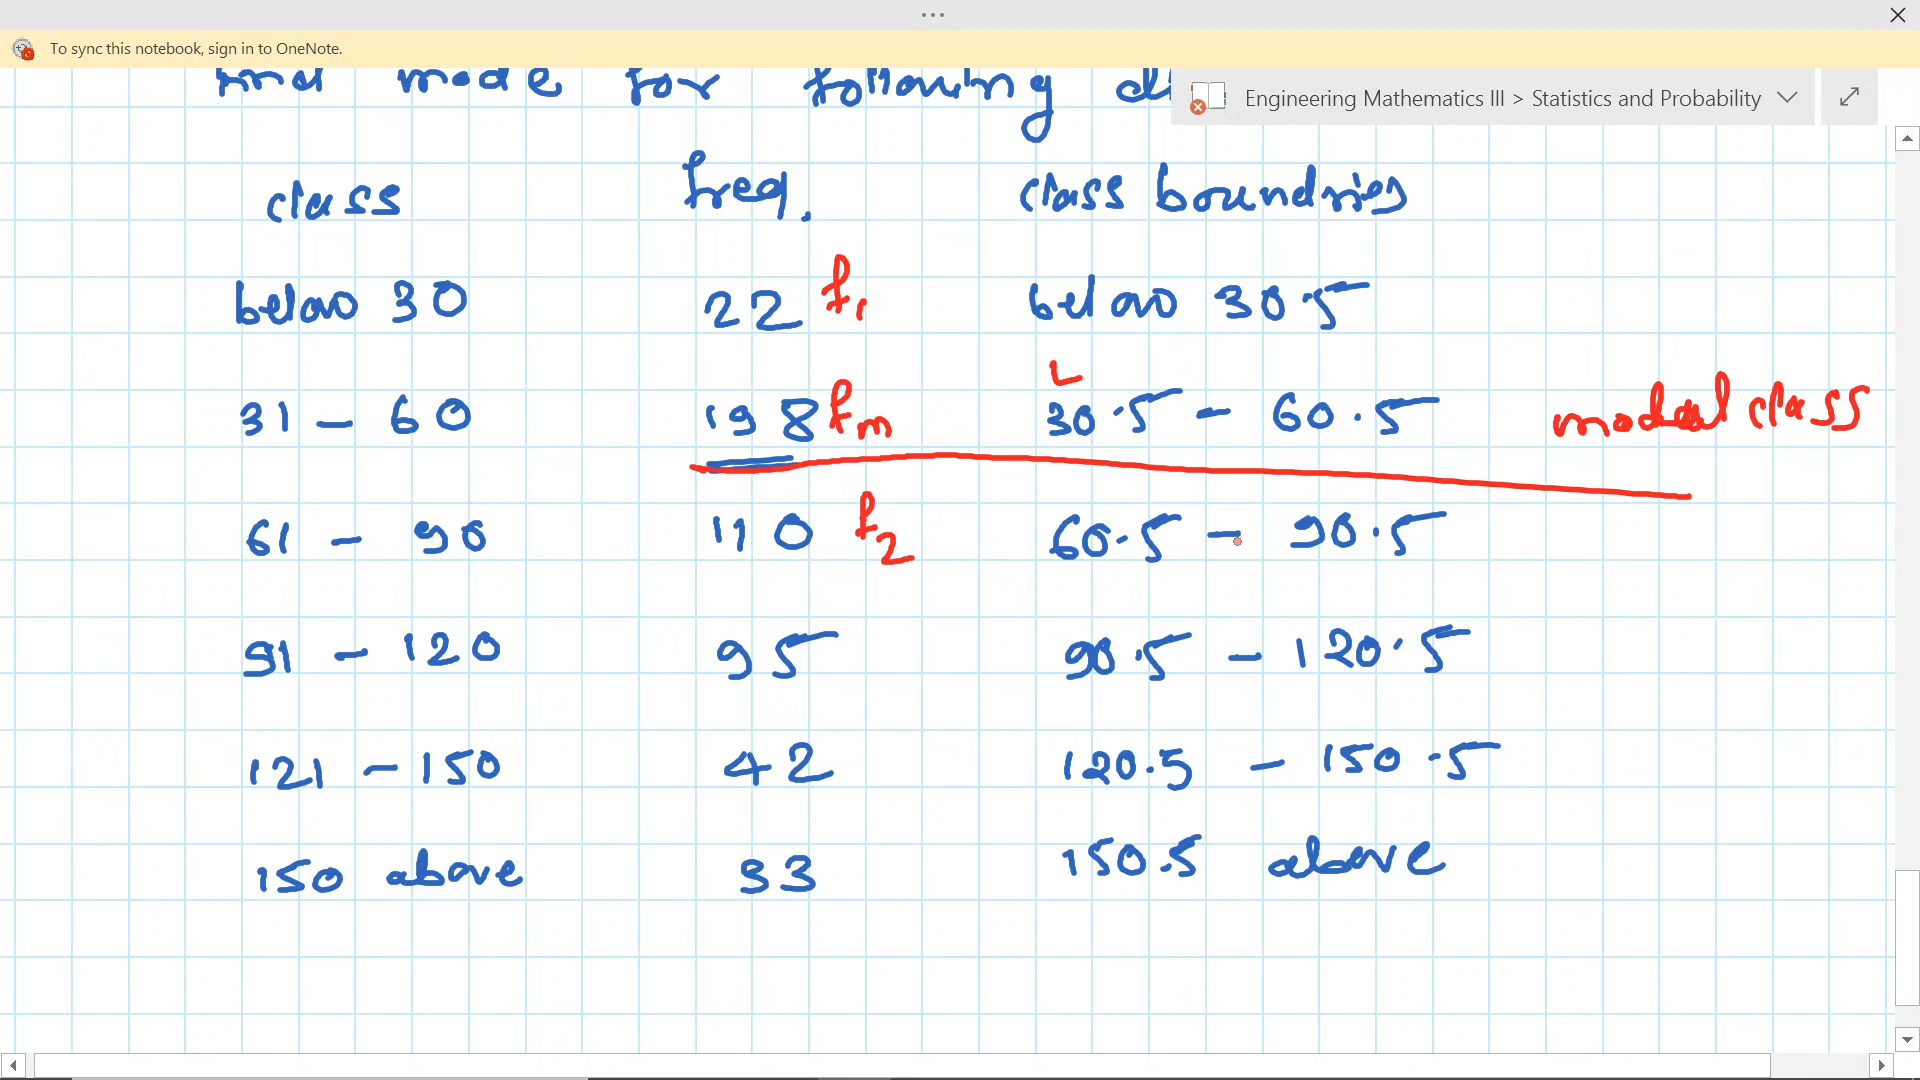 To sync this notebook, sign in to OneNote.
Find mode for following
Engineering Mathematics III > Statistics and Probability
class freq. class boundries
below 30 22 f1 below 30.5
L
31 - 60 198 fm 30.5 - 60.5 modal class
61 - 90 110 f2 60.5 - 90.5
91 - 120 95 90.5 - 120.5
121 - 150 42 120.5 - 150.5
150 above 33 150.5 above